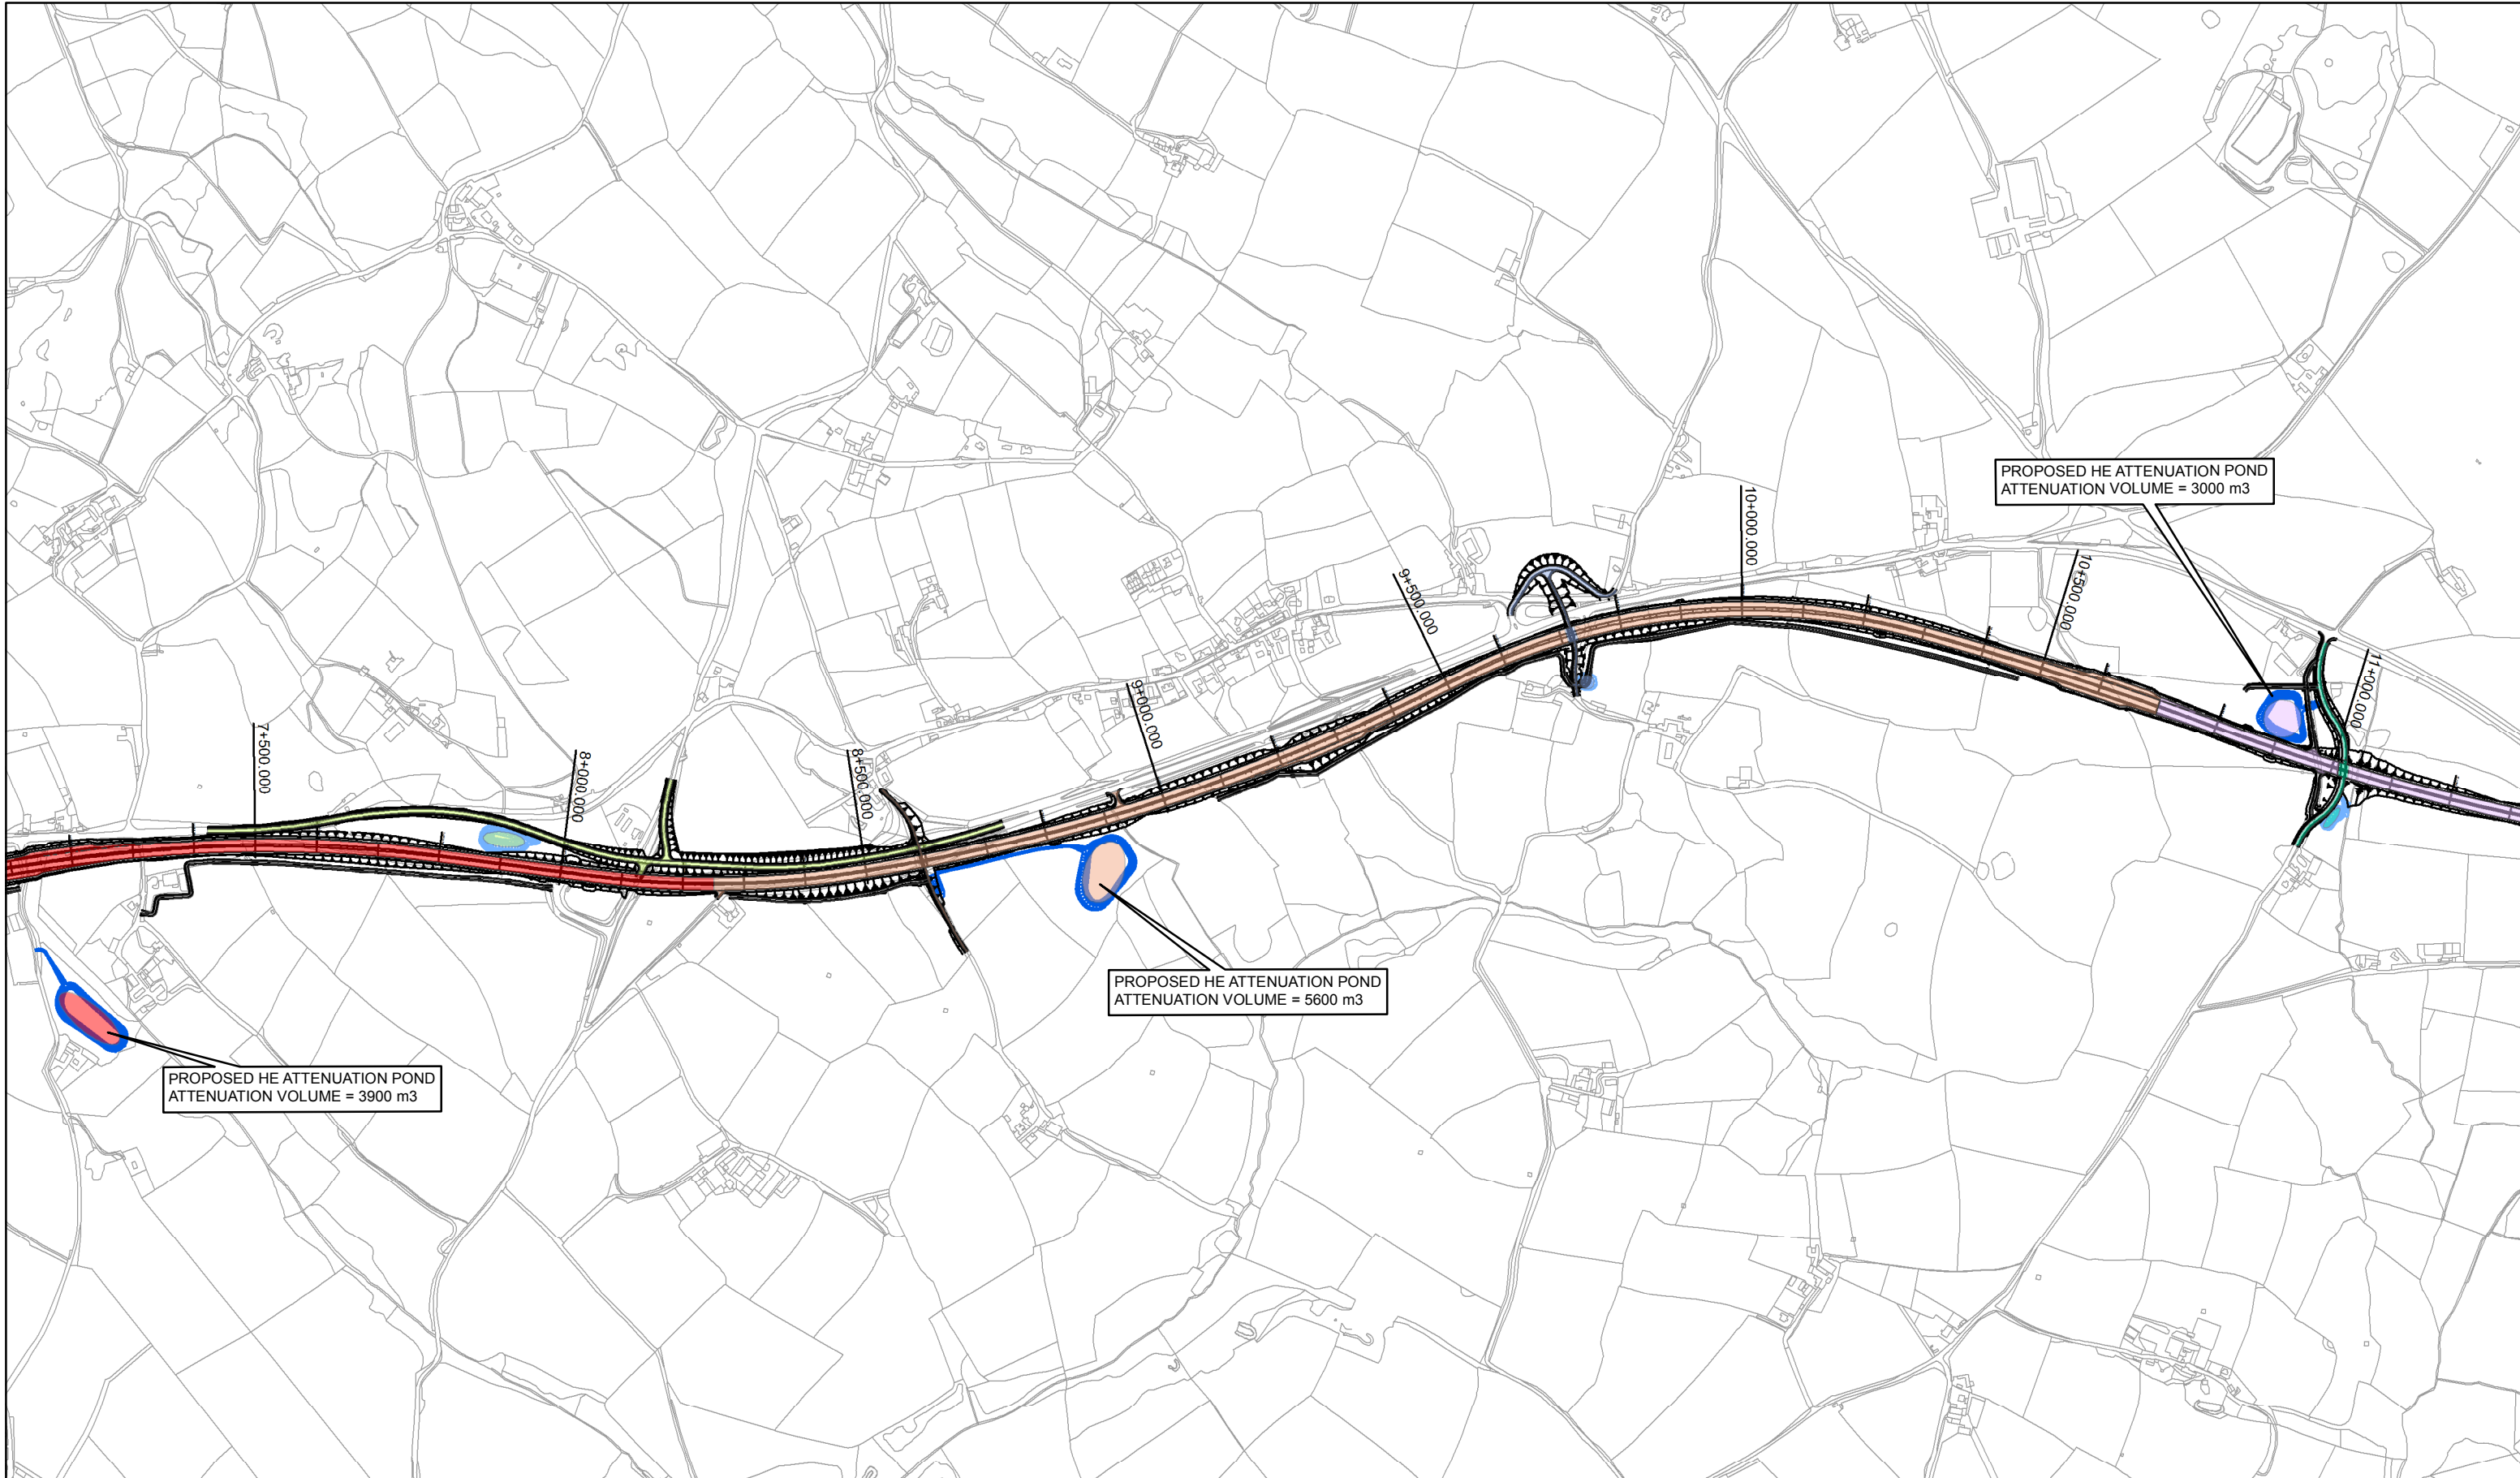 PROPOSED HE ATTENUATION POND
ATTENUATION VOLUME = 3000 m3
10+000.000
10+500.000
9+500.000
11+000.000
9+000.000
7+500.000
8+000.000
8+500.000
PROPOSED HE ATTENUATION POND
ATTENUATION VOLUME = 5600 m3
PROPOSED HE ATTENUATION POND
ATTENUATION VOLUME = 3900 m3